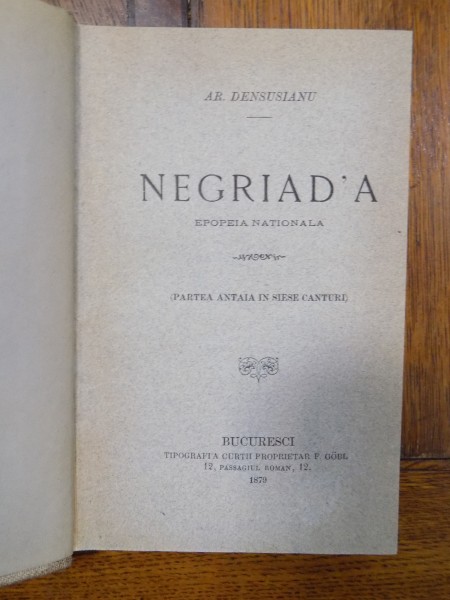 AR. DENSUSIANU
NEGRIAD'A
EPOPEIA NATIONALA
(PARTEA ANTAIA IN SIESE CANTURI)
BUCURESCI
TIPOGRAFI'A CURTII PROPRIETAR F. GÖBL
12, PASSAGIUL ROMAN, 12.
1879